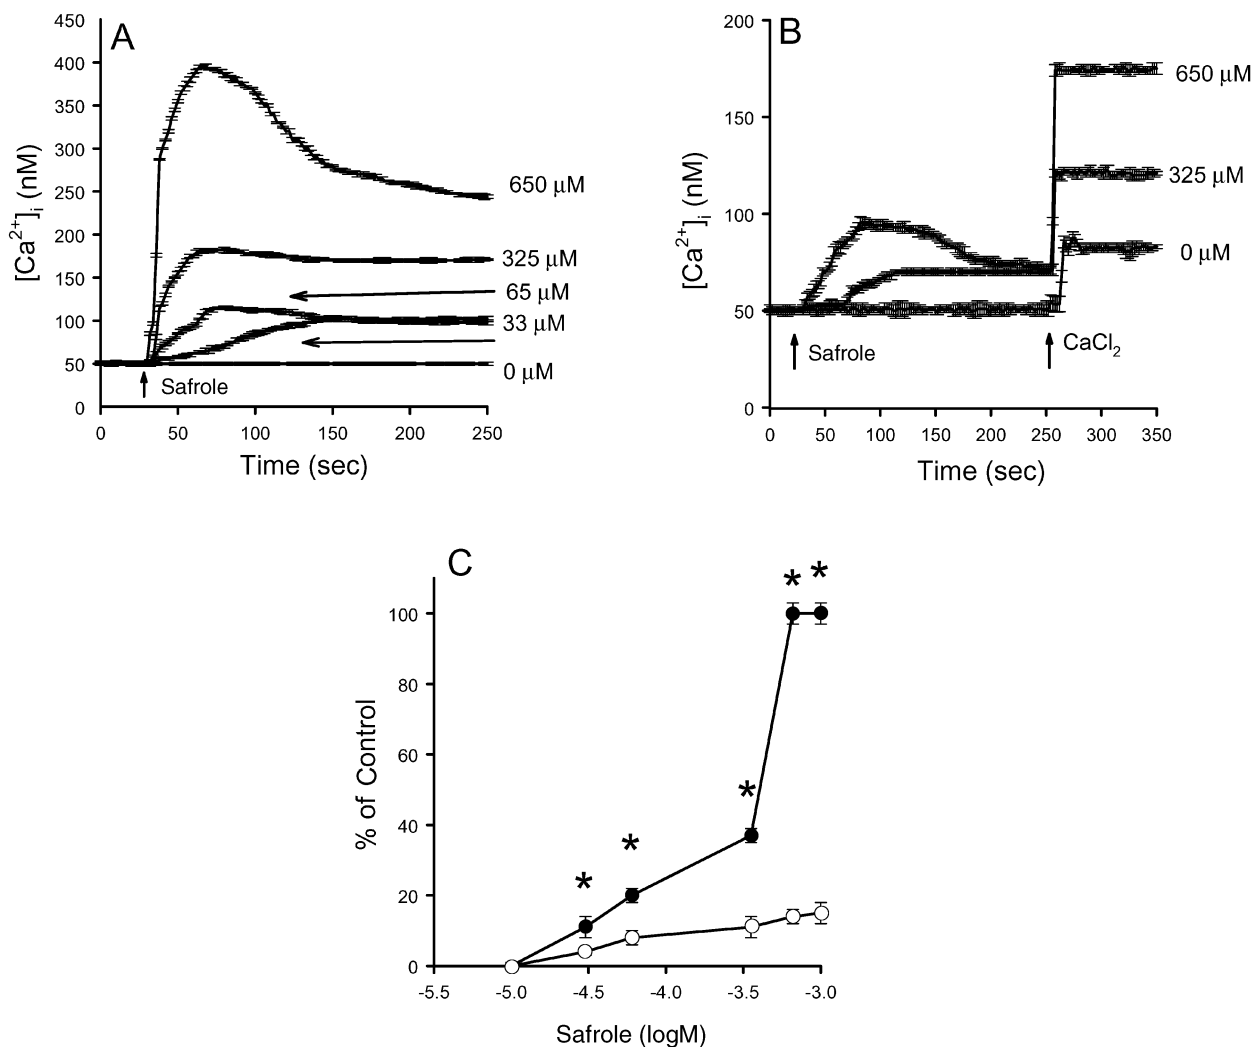 A
450
400
350
300
250
200
150
100
50
0
[Ca2+]i (nM)
650 μM
325 μM
65 μM
33 μM
0 μM
Safrole
0 50 100 150 200 250
Time (sec)
B
200
150
100
50
0
[Ca2+]i (nM)
650 μM
325 μM
0 μM
Safrole
CaCl2
0 50 100 150 200 250 300 350
Time (sec)
C
* *
*
*
*
100
80
60
40
20
0
% of Control
-5.5 -5.0 -4.5 -4.0 -3.5 -3.0
Safrole (logM)